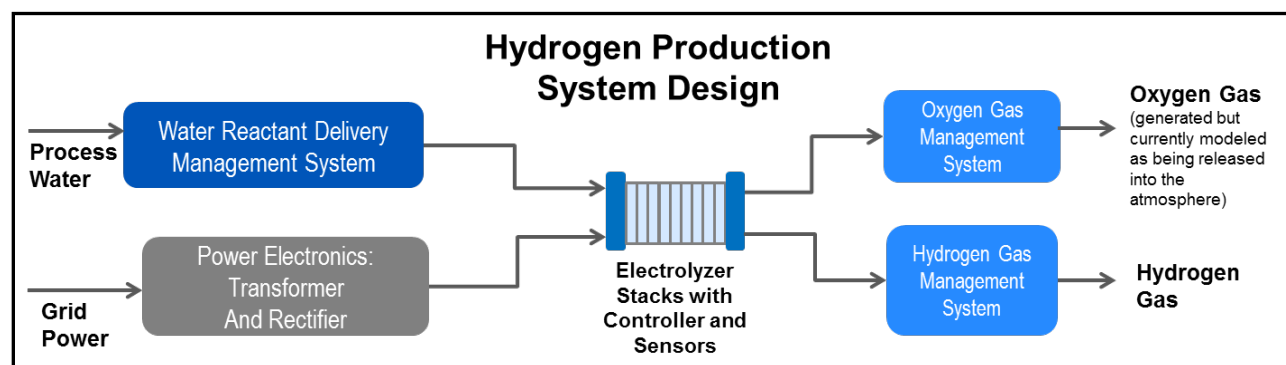 Hydrogen Production
System Design
Process
Water
Water Reactant Delivery
Management System
Grid
Power
Power Electronics:
Transformer
And Rectifier
Electrolyzer
Stacks with
Controller and
Sensors
Oxygen Gas
Management
System
Oxygen Gas
(generated but
currently modeled
as being released
into the
atmosphere)
Hydrogen Gas
Management
System
Hydrogen
Gas